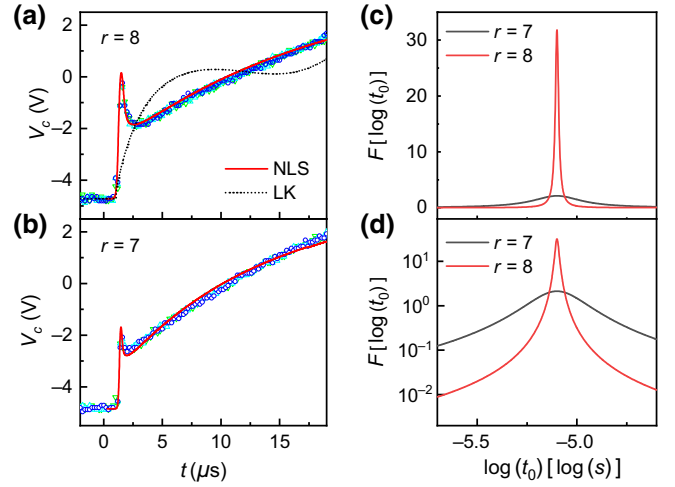 (a)
r = 8
V_c (V)
2
0
−2
−4
NLS
LK
(b)
r = 7
V_c (V)
2
0
−2
−4
0
5
10
15
t (μs)
(c)
r = 7
r = 8
F [log (t_0)]
30
20
10
0
(d)
r = 7
r = 8
F [log (t_0)]
10^1
10^0
10^−1
10^−2
−5.5
−5.0
log (t_0) [log (s)]